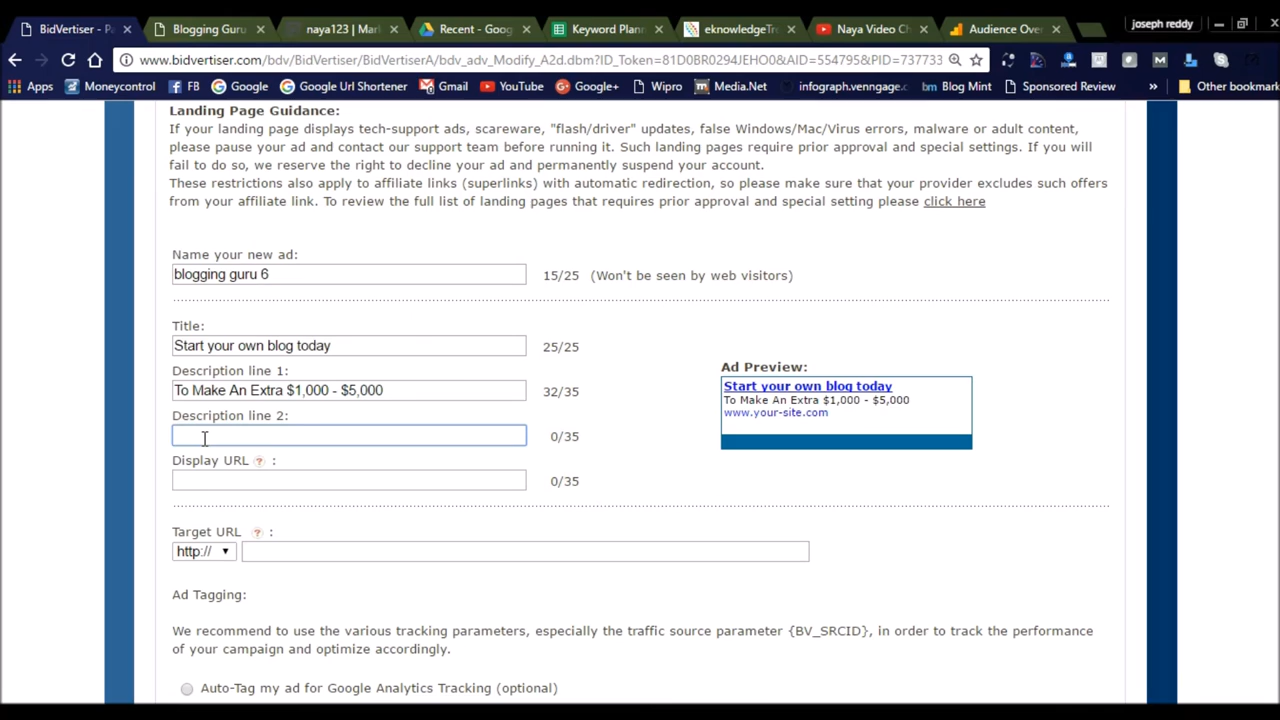 BidVertiser - Pa
Blogging Guru
naya123 | Mark
Recent - Goog
Keyword Plann
eknowledgeTre
Naya Video Ch
Audience Over
joseph reddy
www.bidvertiser.com/bdv/BidVertiser/BidVertiserA/bdv_adv_Modify_A2d.dbm?ID_Token=81D0BR0294JEHO0&AID=554795&PID=737733
Apps
Moneycontrol
FB
Google
Google Url Shortener
Gmail
YouTube
Google+
Wipro
Media.Net
infograph.venngage.c
Blog Mint
Sponsored Review
»
Other bookmark
Landing Page Guidance:
If your landing page displays tech-support ads, scareware, "flash/driver" updates, false Windows/Mac/Virus errors, malware or adult content,
please pause your ad and contact our support team before running it. Such landing pages require prior approval and special settings. If you will
fail to do so, we reserve the right to decline your ad and permanently suspend your account.
These restrictions also apply to affiliate links (superlinks) with automatic redirection, so please make sure that your provider excludes such offers
from your affiliate link. To review the full list of landing pages that requires prior approval and special setting please click here
Name your new ad:
blogging guru 6
15/25 (Won't be seen by web visitors)
Title:
Start your own blog today
25/25
Description line 1:
To Make An Extra $1,000 - $5,000
32/35
Description line 2:
0/35
Display URL ? :
0/35
Ad Preview:
Start your own blog today
To Make An Extra $1,000 - $5,000
www.your-site.com
Target URL ? :
http://
Ad Tagging:
We recommend to use the various tracking parameters, especially the traffic source parameter {BV_SRCID}, in order to track the performance
of your campaign and optimize accordingly.
Auto-Tag my ad for Google Analytics Tracking (optional)